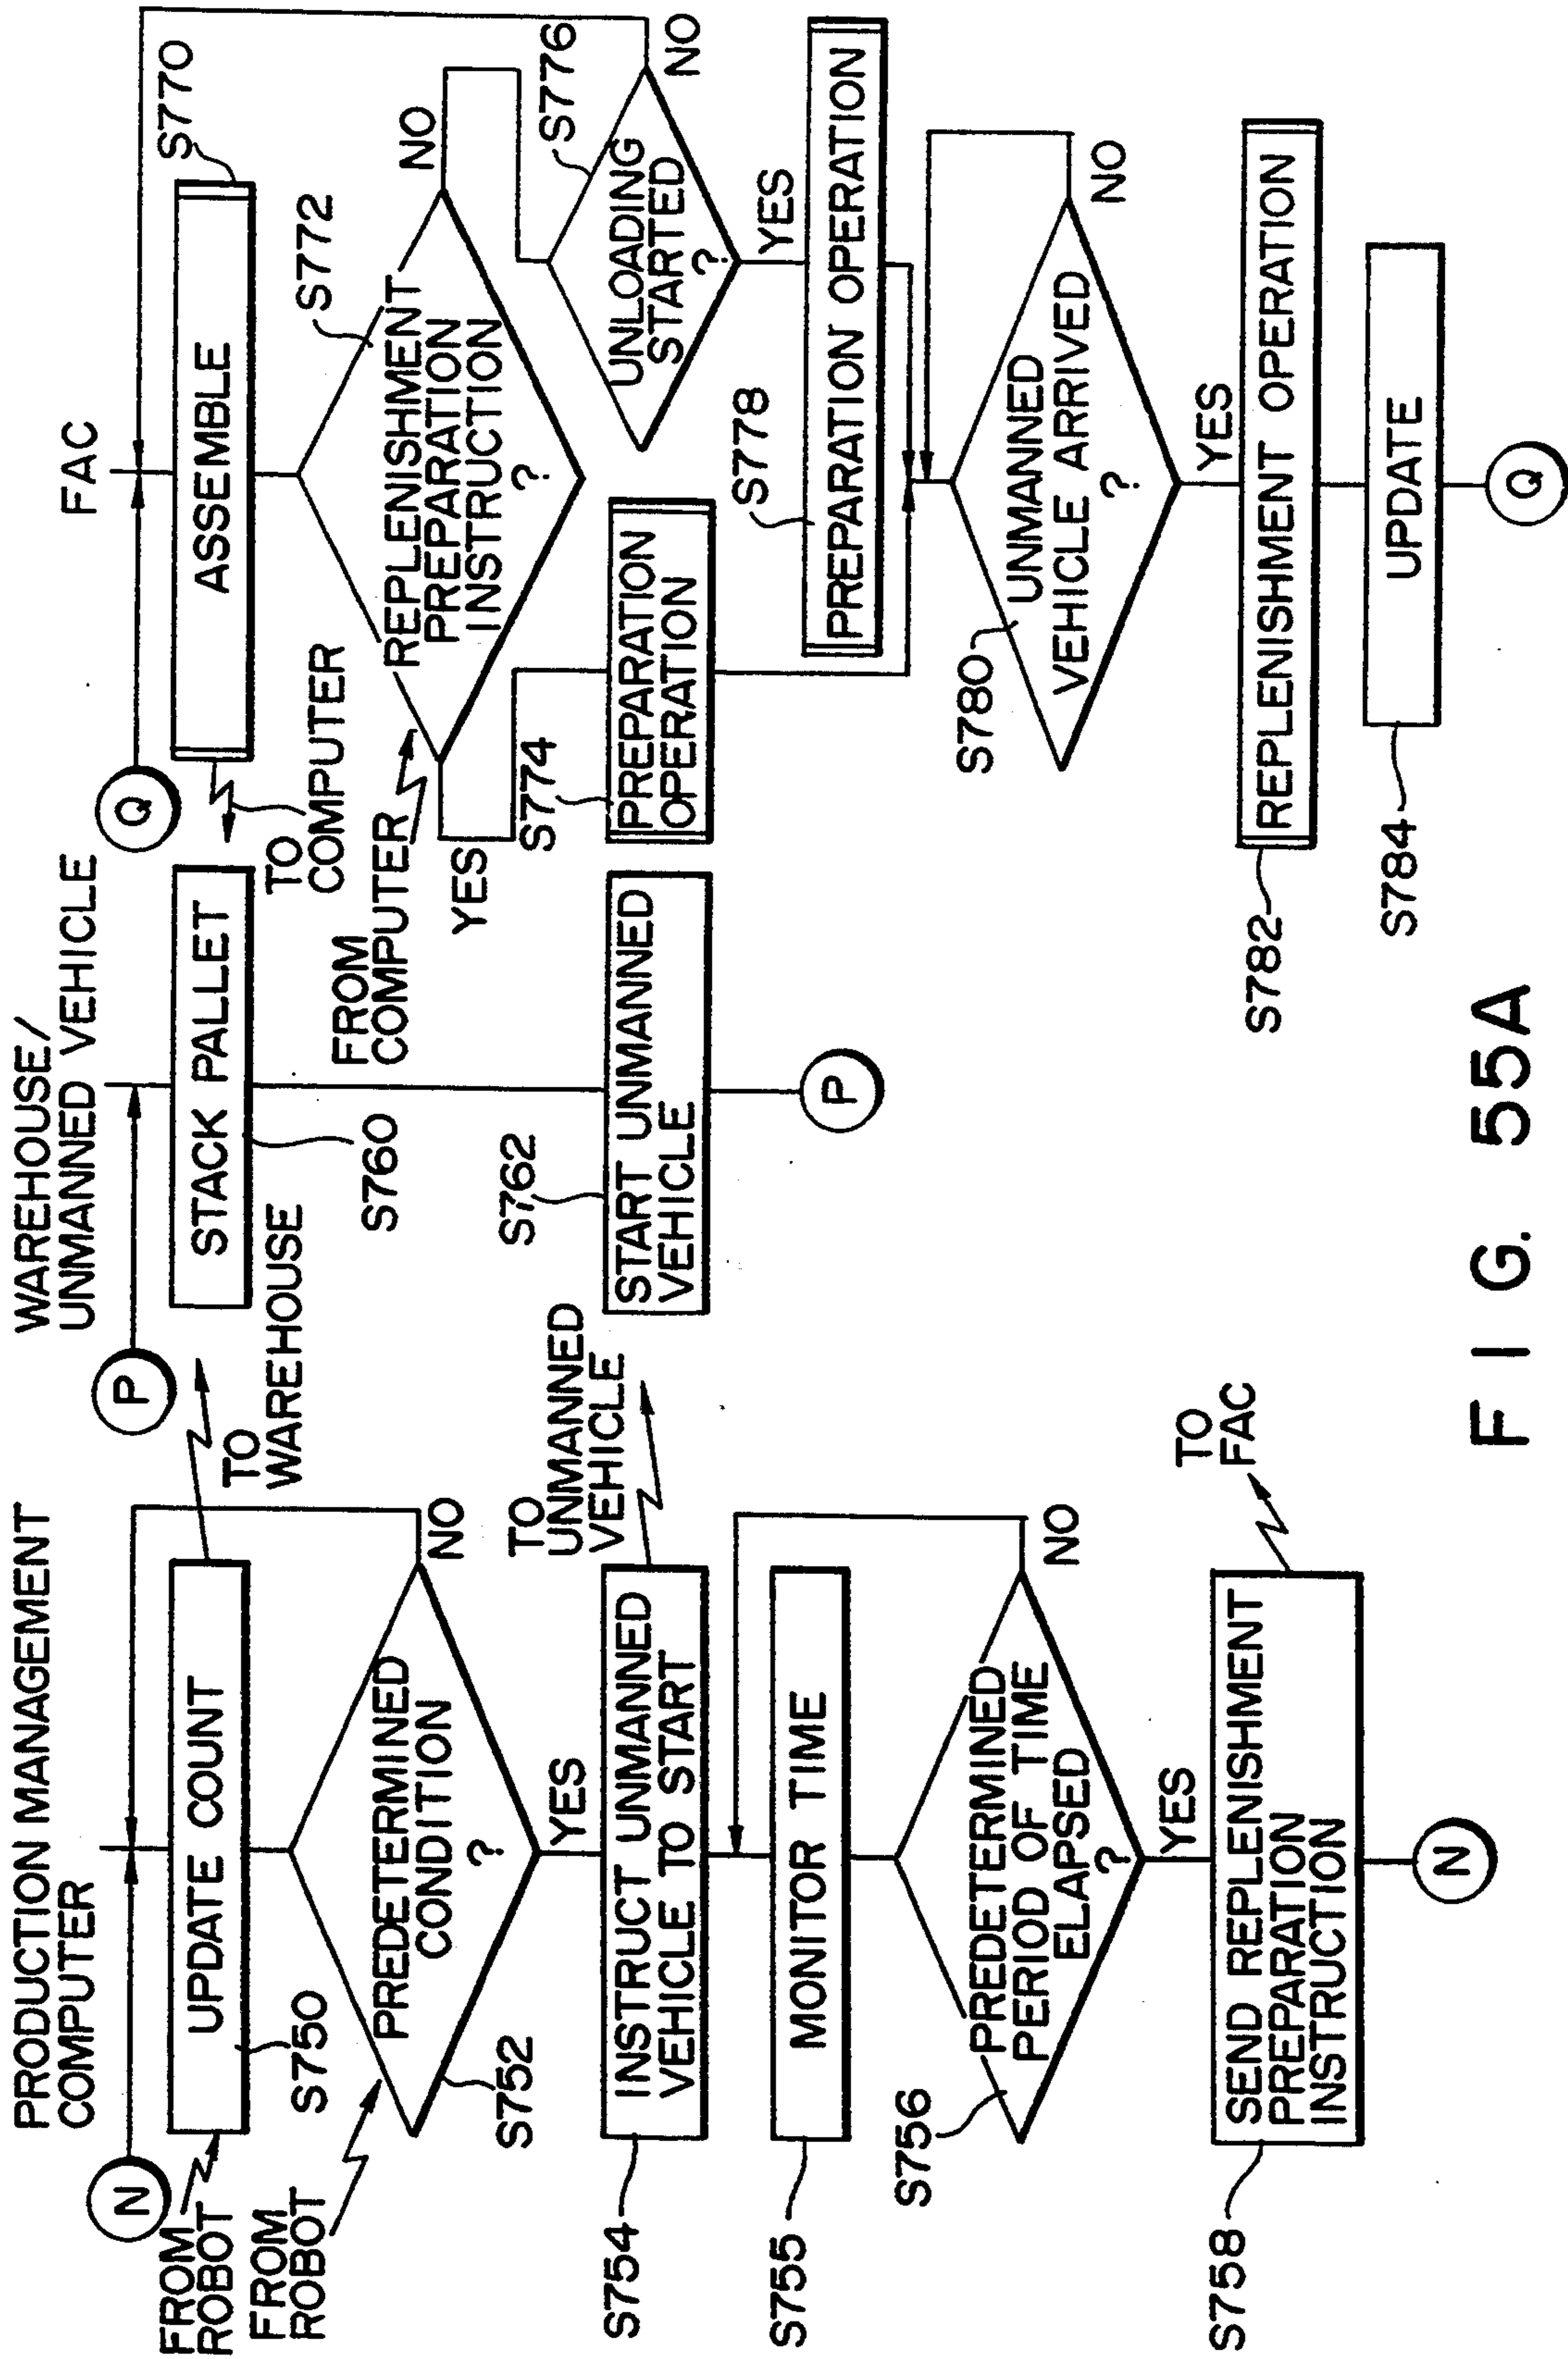 PRODUCTION MANAGEMENT
COMPUTER
N
FROM
ROBOT
UPDATE COUNT
S750
TO
WAREHOUSE
FROM
ROBOT
PREDETERMINED
CONDITION
?
NO
S752
YES
S754
INSTRUCT UNMANNED
VEHICLE TO START
TO
UNMANNED
VEHICLE
S755
MONITOR TIME
S756
PREDETERMINED
PERIOD OF TIME
ELAPSED
?
NO
YES
S758
SEND REPLENISHMENT
PREPARATION
INSTRUCTION
TO
FAC
N
WAREHOUSE/
UNMANNED VEHICLE
P
STACK PALLET
S760
S762
START UNMANNED
VEHICLE
P
FAC
Q
ASSEMBLE
S770
TO
COMPUTER
FROM
COMPUTER
REPLENISHMENT
PREPARATION
INSTRUCTION
?
S772
NO
YES
S774
PREPARATION
OPERATION
UNLOADING
STARTED
?
S776
NO
YES
S778
PREPARATION OPERATION
S780
UNMANNED
VEHICLE ARRIVED
?
NO
YES
S782
REPLENISHMENT OPERATION
S784
UPDATE
Q
FIG. 55A